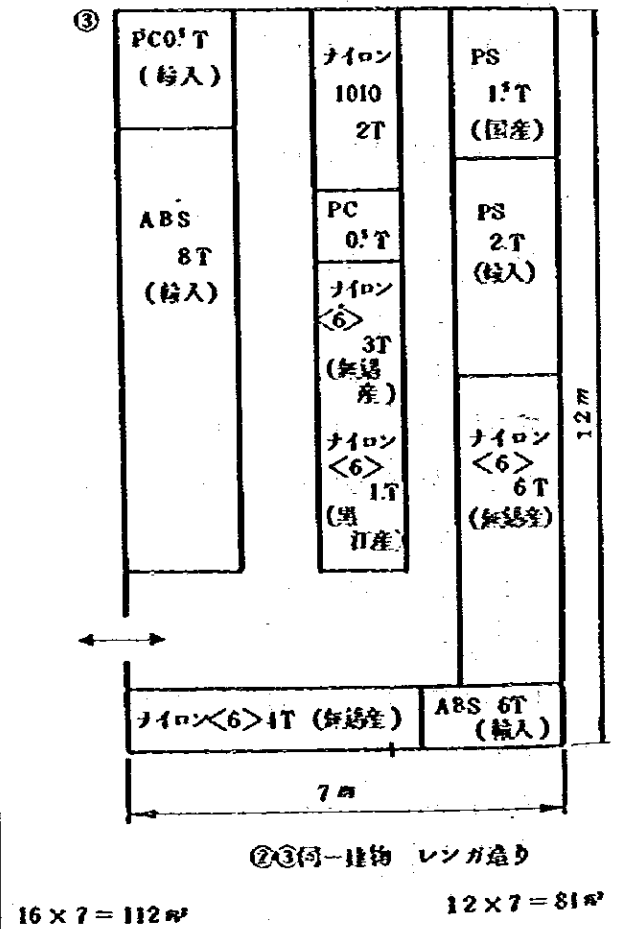 ③
PC0.⁵T
(輸入)
ABS
8T
(輸入)
ナイロン
1010
2T
PC
0.⁵T
ナイロン
<6>
3T
(無錫
産)
ナイロン
<6>
1T
(黒
江産)
PS
1.⁵T
(国産)
PS
2T
(輸入)
ナイロン
<6>
6T
(無錫産)
12m
ナイロン<6>4T (無錫産)
ABS 6T
(輸入)
7m
②③同一建物 レンガ造り
16×7=112m²
12×7=84m²